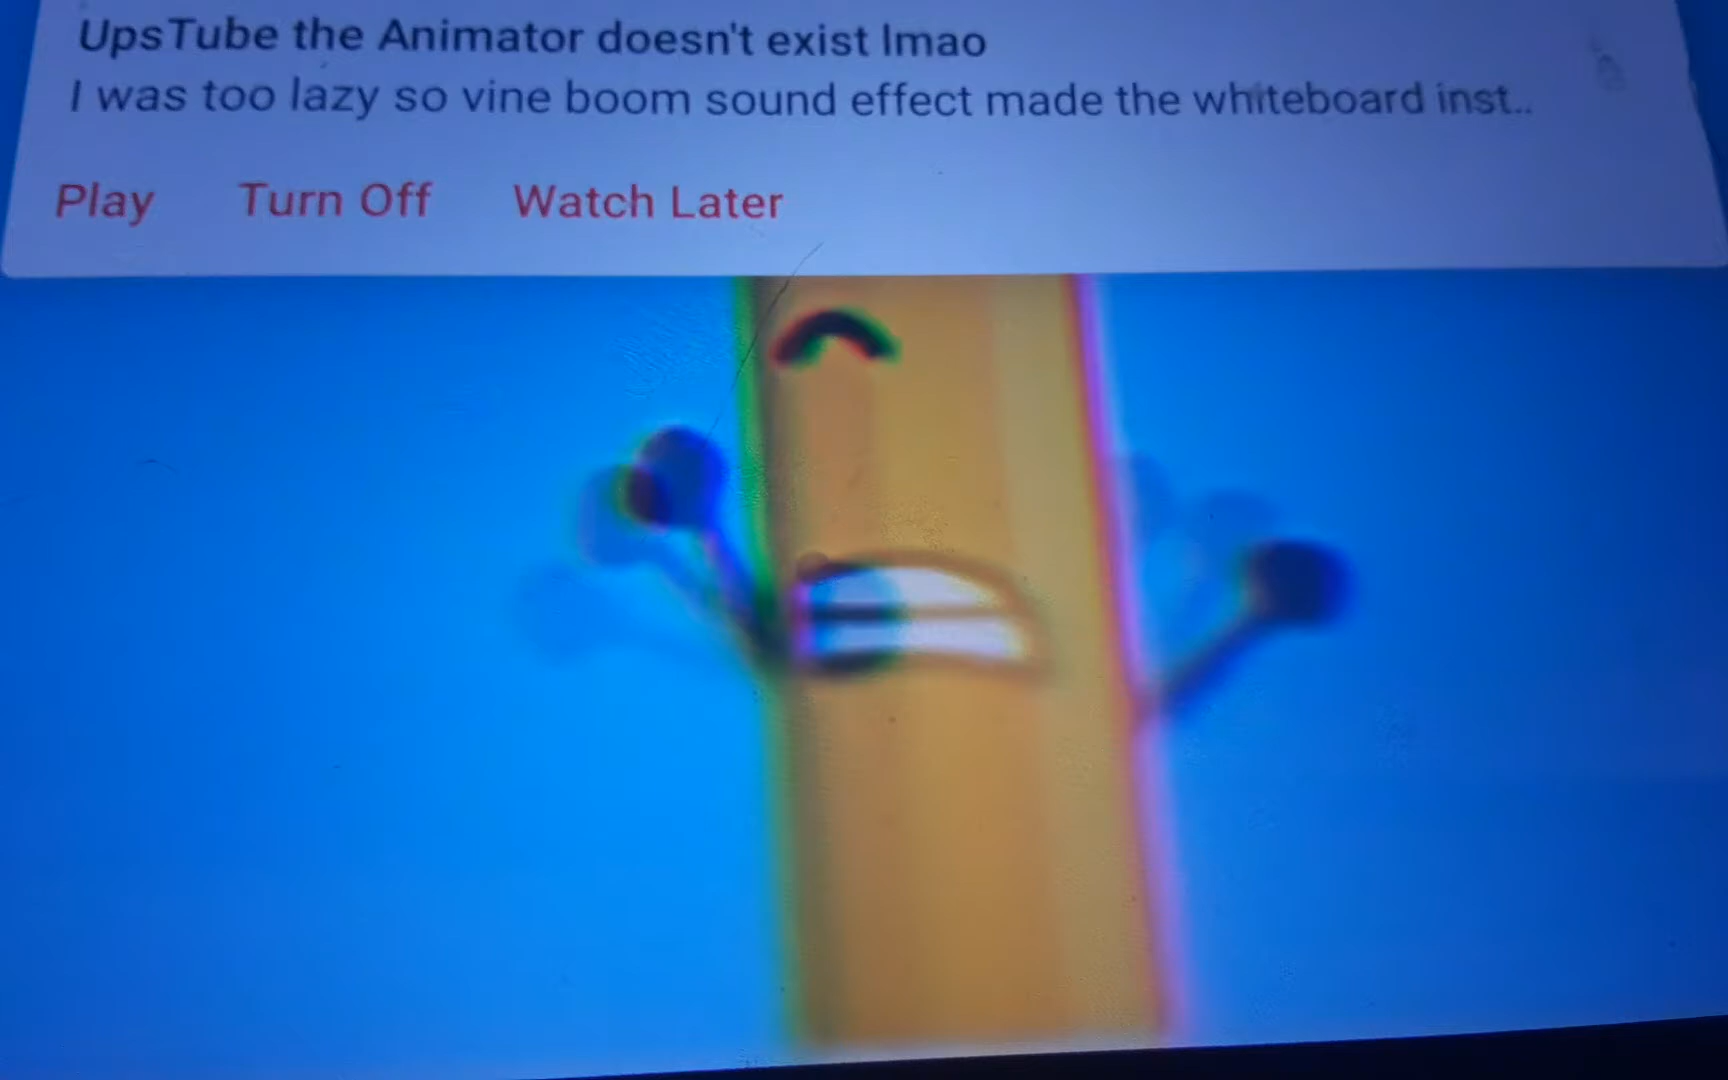 UpsTube the Animator doesn't exist lmao
I was too lazy so vine boom sound effect made the whiteboard inst..
Play Turn Off Watch Later